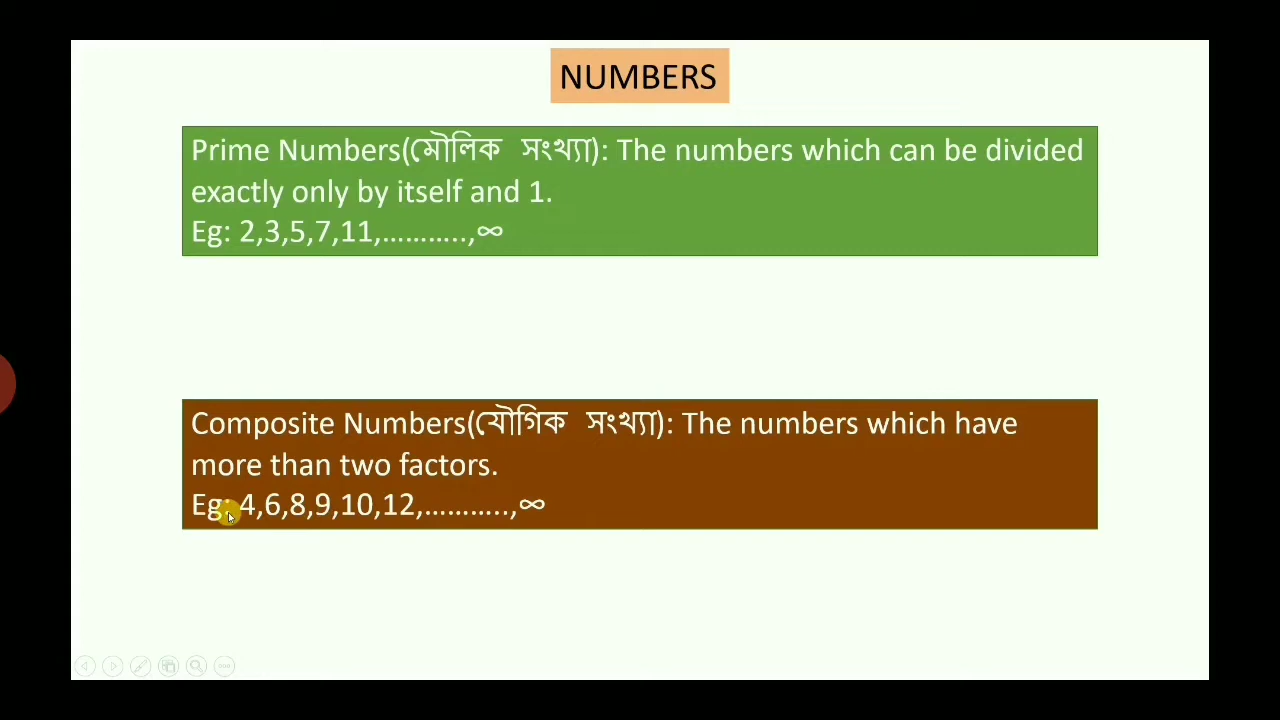 NUMBERS
Prime Numbers(মৌলিক সংখ্যা): The numbers which can be divided
exactly only by itself and 1.
Eg: 2,3,5,7,11,………..,∞
Composite Numbers(যৌগিক সংখ্যা): The numbers which have
more than two factors.
Eg: 4,6,8,9,10,12,………..,∞